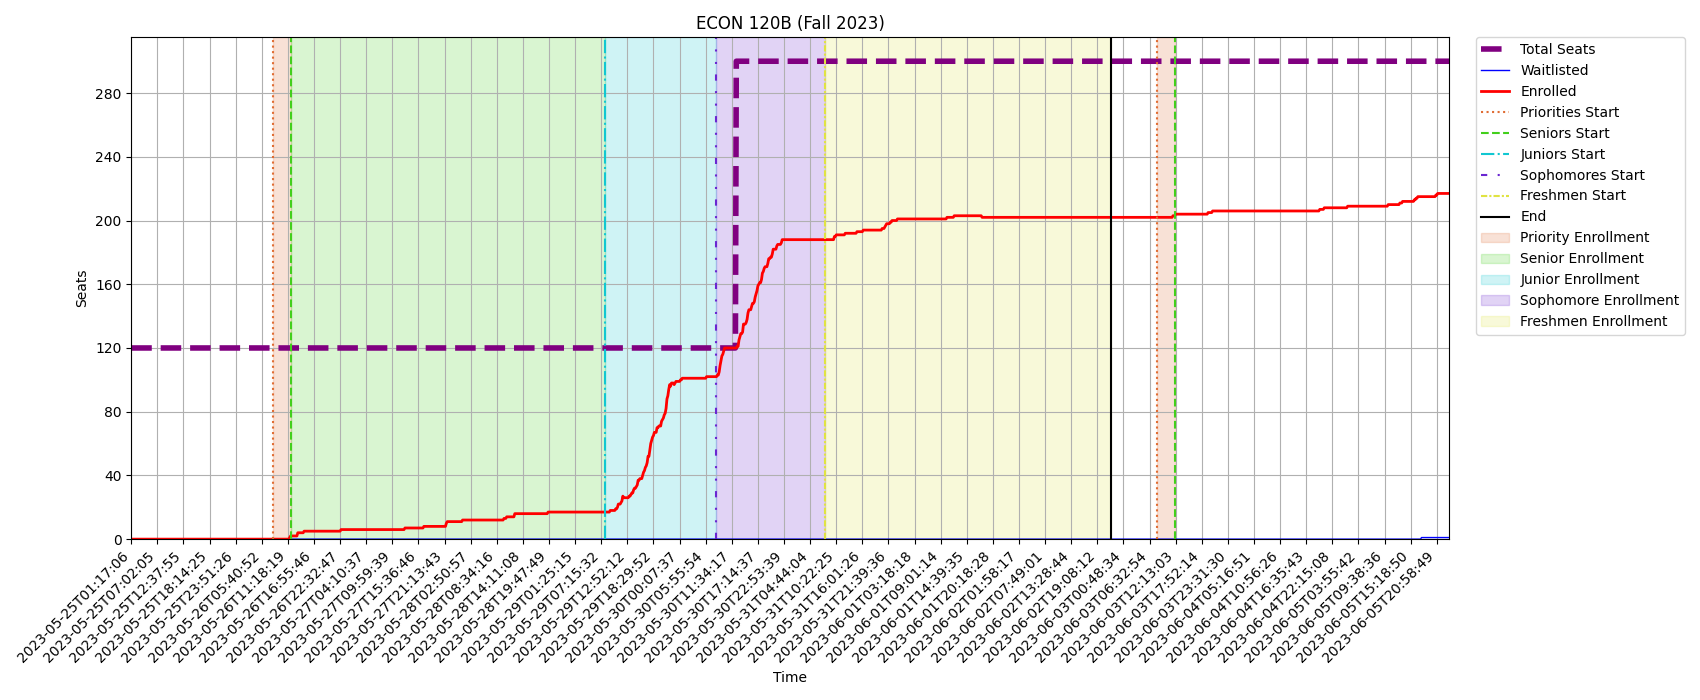 ECON 120B (Fall 2023)
Seats
280
240
200
160
120
80
40
0
2023-05-25T01:17:06
2023-05-25T07:02:05
2023-05-25T12:37:55
2023-05-25T18:14:25
2023-05-25T23:51:26
2023-05-26T05:40:52
2023-05-26T11:18:19
2023-05-26T16:55:46
2023-05-26T22:32:47
2023-05-27T04:10:37
2023-05-27T09:59:39
2023-05-27T15:36:46
2023-05-27T21:13:43
2023-05-28T02:50:57
2023-05-28T08:34:16
2023-05-28T14:11:08
2023-05-28T19:47:49
2023-05-29T01:25:15
2023-05-29T07:15:32
2023-05-29T12:52:12
2023-05-29T18:29:52
2023-05-30T00:07:37
2023-05-30T05:55:54
2023-05-30T11:34:17
2023-05-30T17:14:37
2023-05-30T22:53:39
2023-05-31T04:44:04
2023-05-31T10:22:25
2023-05-31T16:01:26
2023-05-31T21:39:36
2023-06-01T03:18:18
2023-06-01T09:01:14
2023-06-01T14:39:35
2023-06-01T20:18:28
2023-06-02T01:58:17
2023-06-02T07:49:01
2023-06-02T13:28:44
2023-06-02T19:08:12
2023-06-03T00:48:34
2023-06-03T06:32:54
2023-06-03T12:13:03
2023-06-03T17:52:14
2023-06-03T23:31:30
2023-06-04T05:16:51
2023-06-04T10:56:26
2023-06-04T16:35:43
2023-06-04T22:15:08
2023-06-05T03:55:42
2023-06-05T09:38:36
2023-06-05T15:18:50
2023-06-05T20:58:49
Time
Total Seats
Waitlisted
Enrolled
Priorities Start
Seniors Start
Juniors Start
Sophomores Start
Freshmen Start
End
Priority Enrollment
Senior Enrollment
Junior Enrollment
Sophomore Enrollment
Freshmen Enrollment